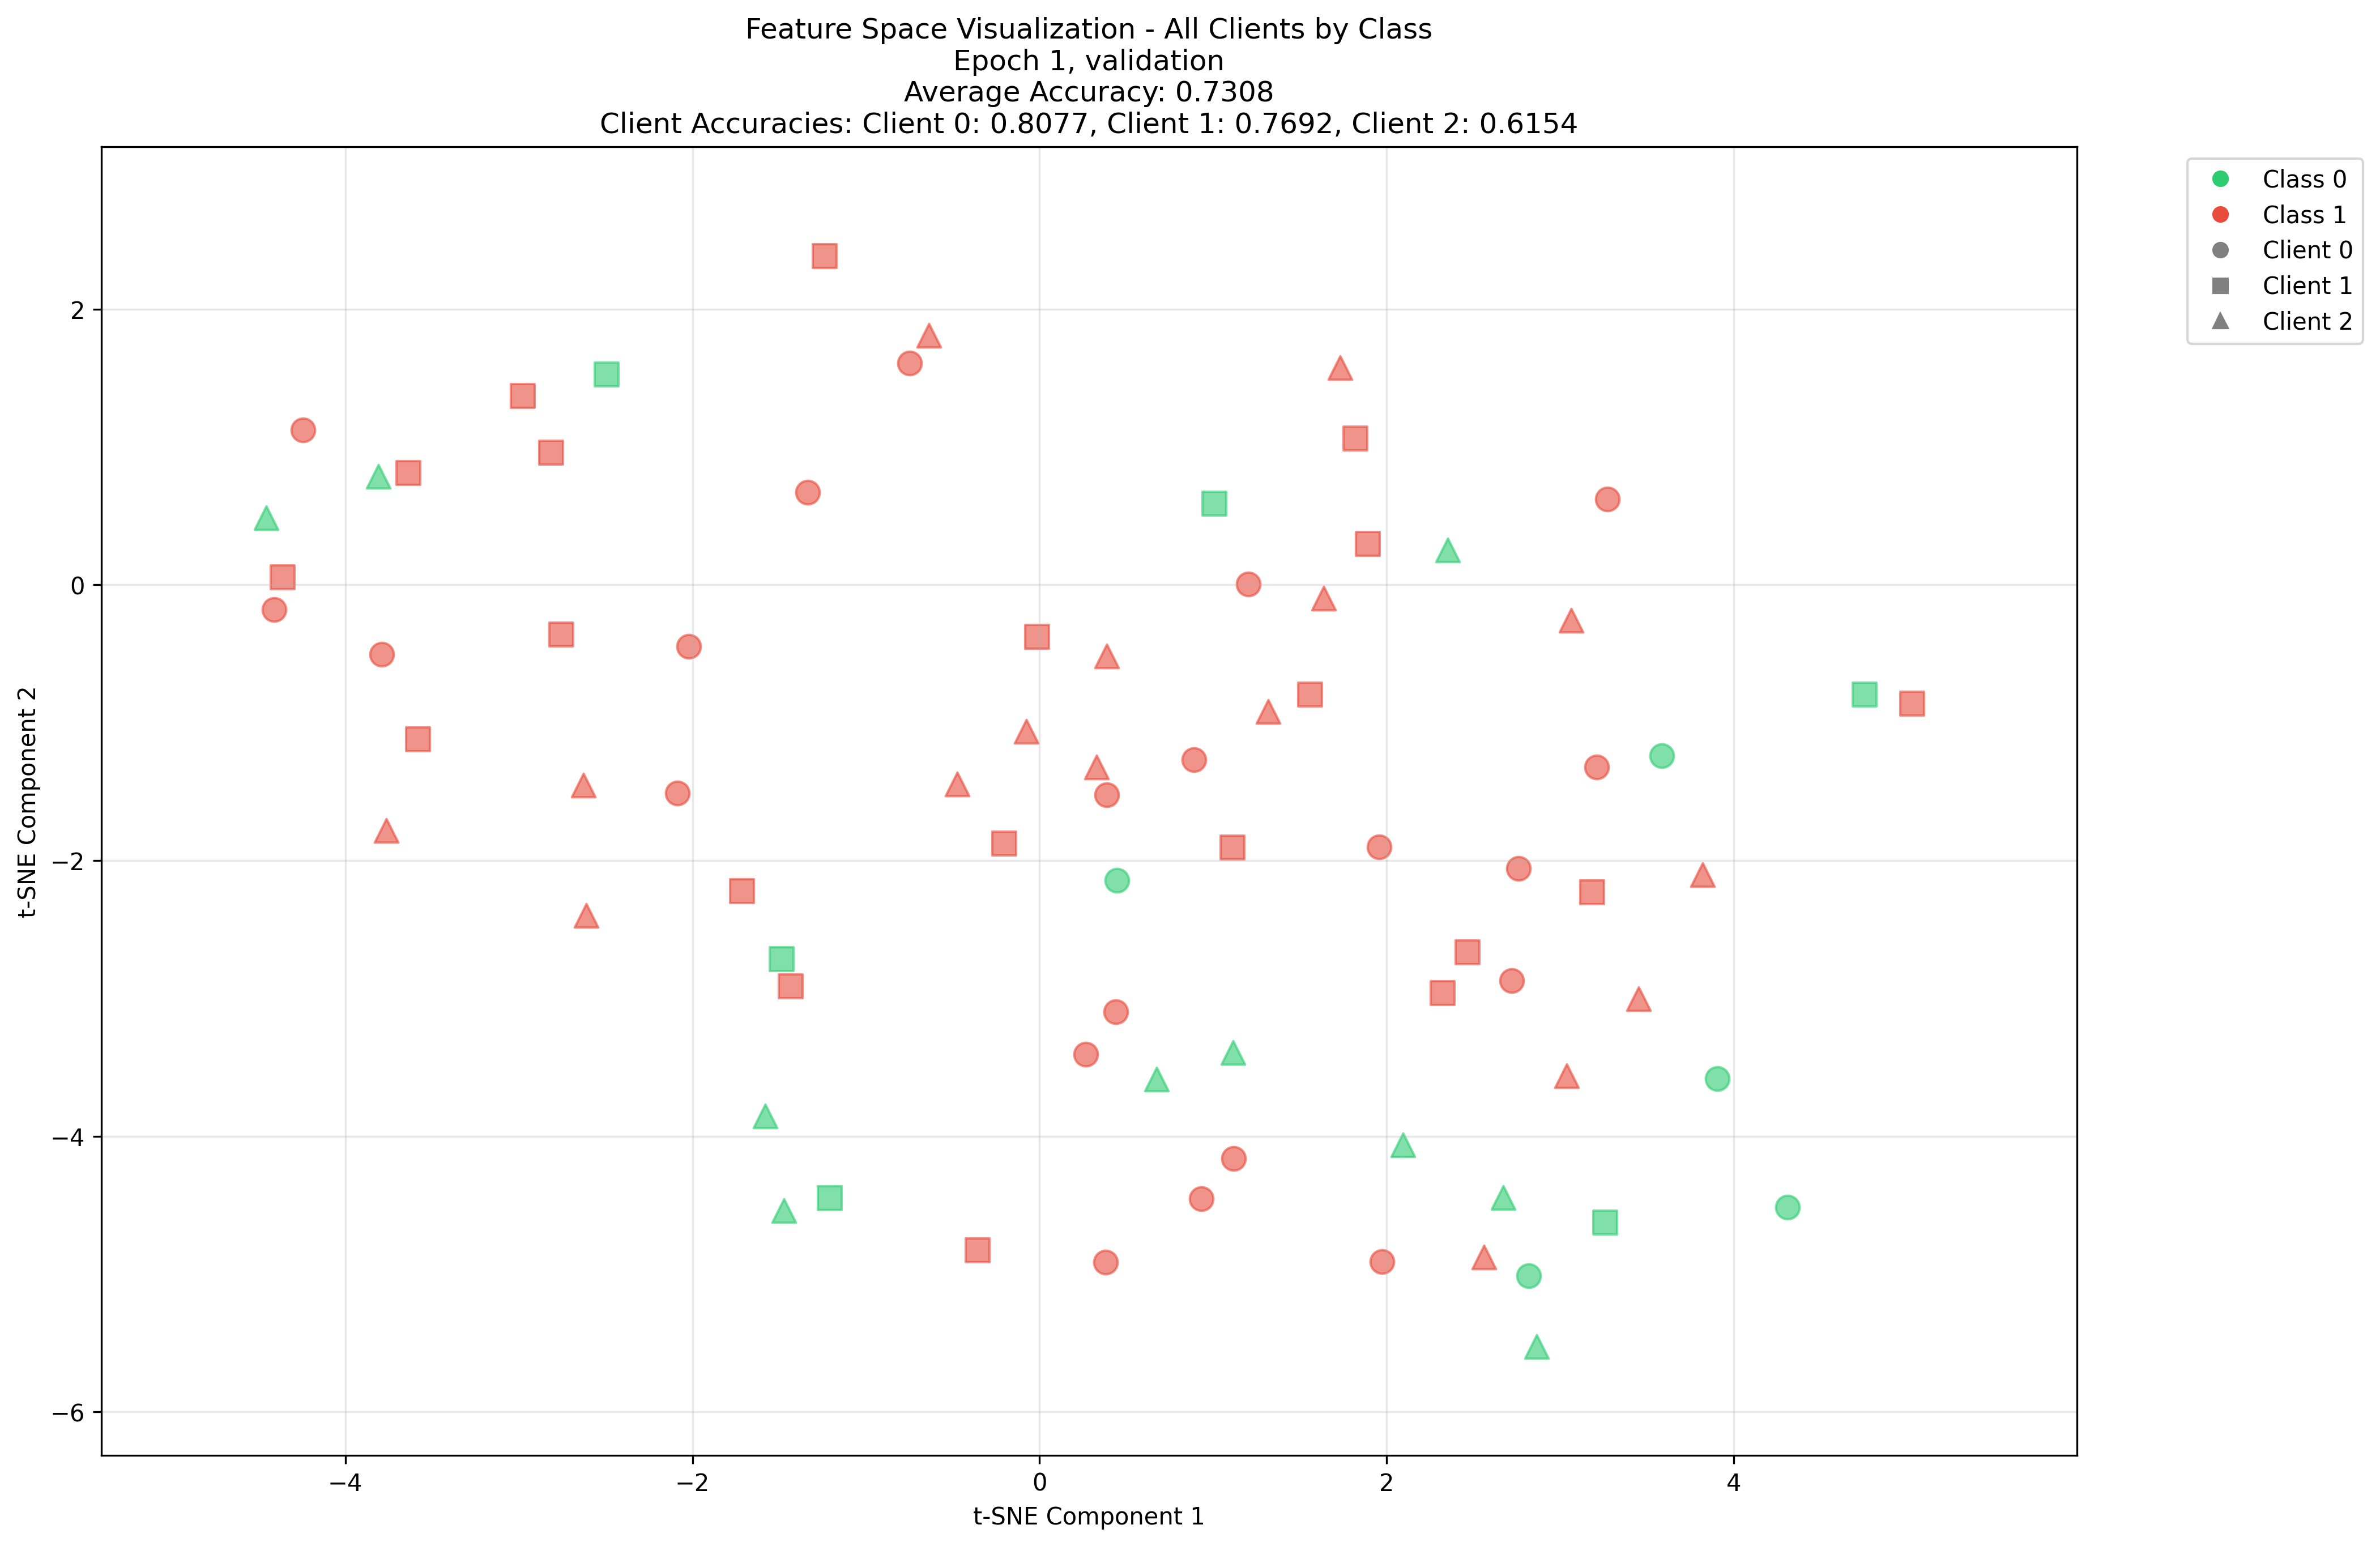 Feature Space Visualization - All Clients by Class
Epoch 1, validation
Average Accuracy: 0.7308
Client Accuracies: Client 0: 0.8077, Client 1: 0.7692, Client 2: 0.6154
Class 0
Class 1
Client 0
Client 1
Client 2
t-SNE Component 2
2
0
−2
−4
−6
−4
−2
0
2
4
t-SNE Component 1